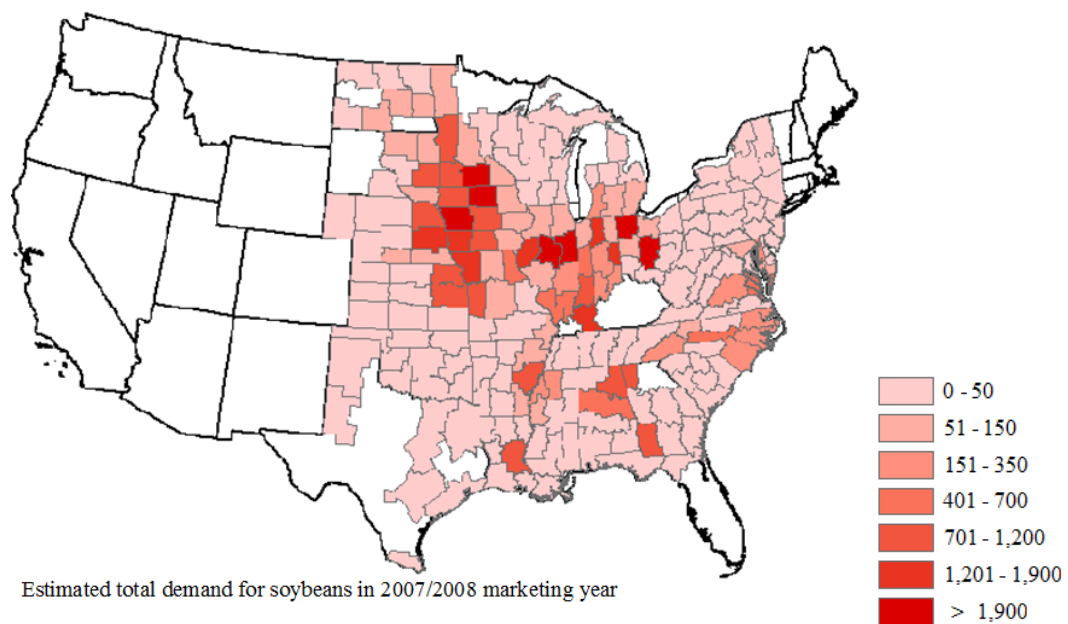 0 - 50
51 - 150
151 - 350
401 - 700
701 - 1,200
1,201 - 1,900
> 1,900
Estimated total demand for soybeans in 2007/2008 marketing year